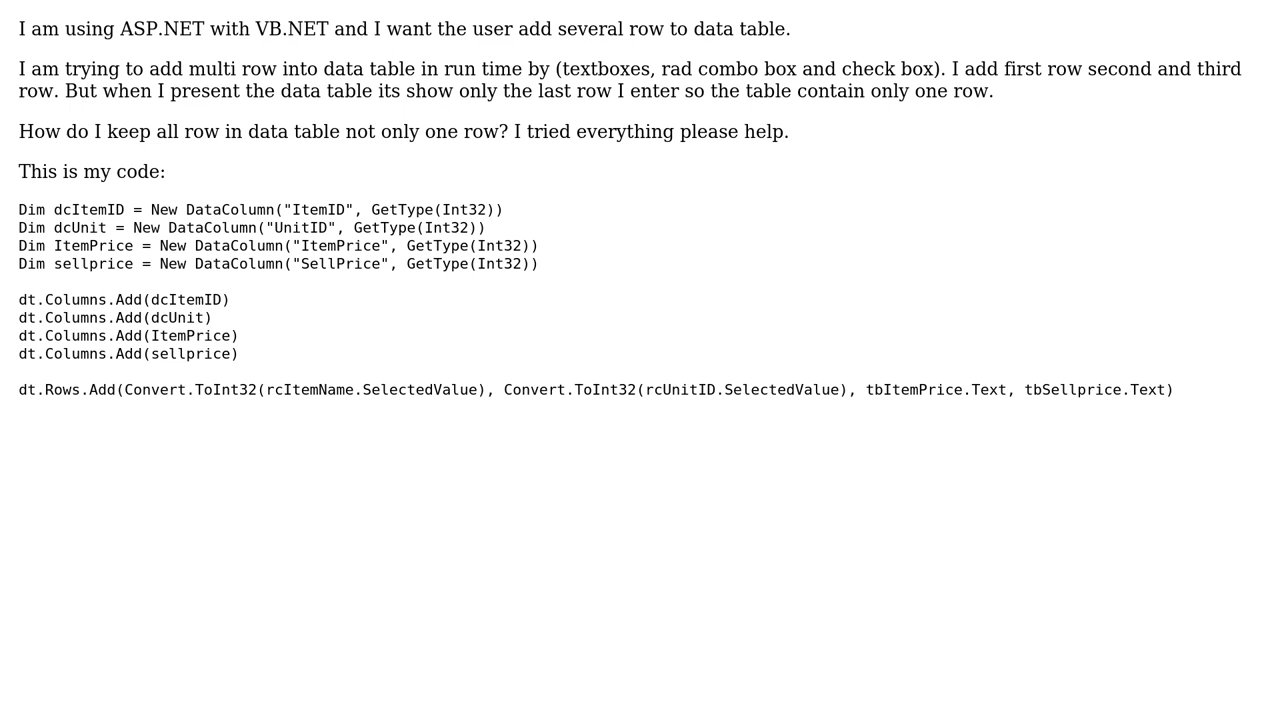 I am using ASP.NET with VB.NET and I want the user add several row to data table.
I am trying to add multi row into data table in run time by (textboxes, rad combo box and check box). I add first row second and third
row. But when I present the data table its show only the last row I enter so the table contain only one row.
How do I keep all row in data table not only one row? I tried everything please help.
This is my code:
Dim dcItemID = New DataColumn("ItemID", GetType(Int32))
Dim dcUnit = New DataColumn("UnitID", GetType(Int32))
Dim ItemPrice = New DataColumn("ItemPrice", GetType(Int32))
Dim sellprice = New DataColumn("SellPrice", GetType(Int32))
dt.Columns.Add(dcItemID)
dt.Columns.Add(dcUnit)
dt.Columns.Add(ItemPrice)
dt.Columns.Add(sellprice)
dt.Rows.Add(Convert.ToInt32(rcItemName.SelectedValue), Convert.ToInt32(rcUnitID.SelectedValue), tbItemPrice.Text, tbSellprice.Text)